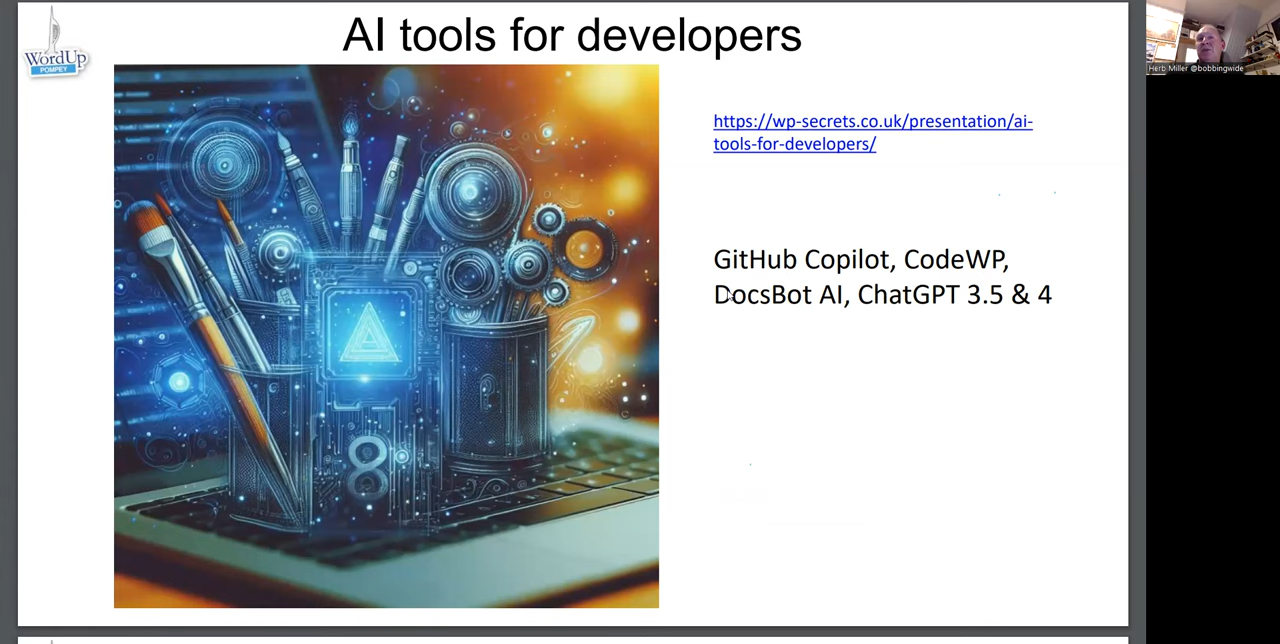 AI tools for developers
WordUp
POMPEY
Herb Miller @bobbingwide
https://wp-secrets.co.uk/presentation/ai-
tools-for-developers/
GitHub Copilot, CodeWP,
DocsBot AI, ChatGPT 3.5 & 4
A
8